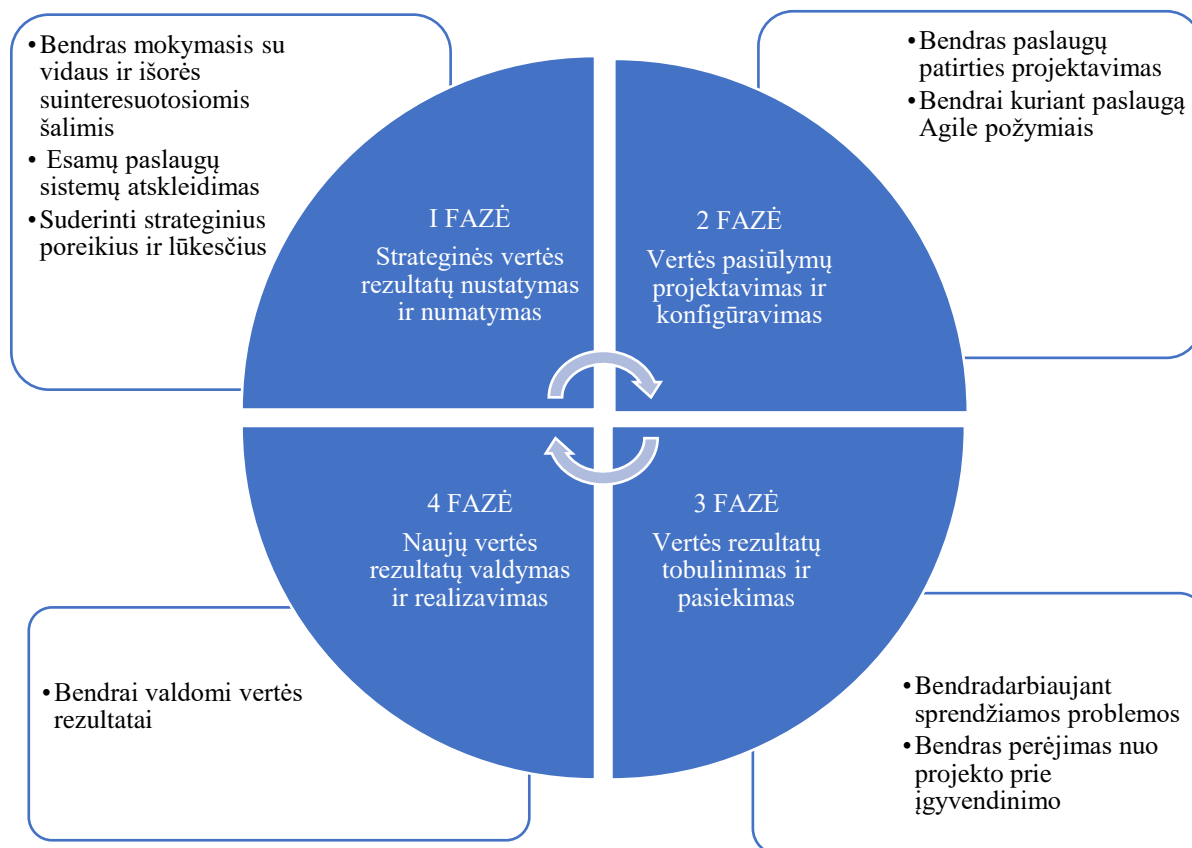 •Bendras mokymasis su
vidaus ir išorės
suinteresuotosiomis
šalimis
• Esamų paslaugų
sistemų atskleidimas
•Suderinti strateginius
poreikius ir lūkesčius
•Bendras paslaugų
patirties projektavimas
•Bendrai kuriant paslaugą
Agile požymiais
I FAZĖ
Strateginės vertės
rezultatų nustatymas
ir numatymas
2 FAZĖ
Vertės pasiūlymų
projektavimas ir
konfigūravimas
4 FAZĖ
Naujų vertės
rezultatų valdymas
ir realizavimas
3 FAZĖ
Vertės rezultatų
tobulinimas ir
pasiekimas
•Bendrai valdomi vertės
rezultatai
•Bendradarbiaujant
sprendžiamos problemos
•Bendras perėjimas nuo
projekto prie
įgyvendinimo